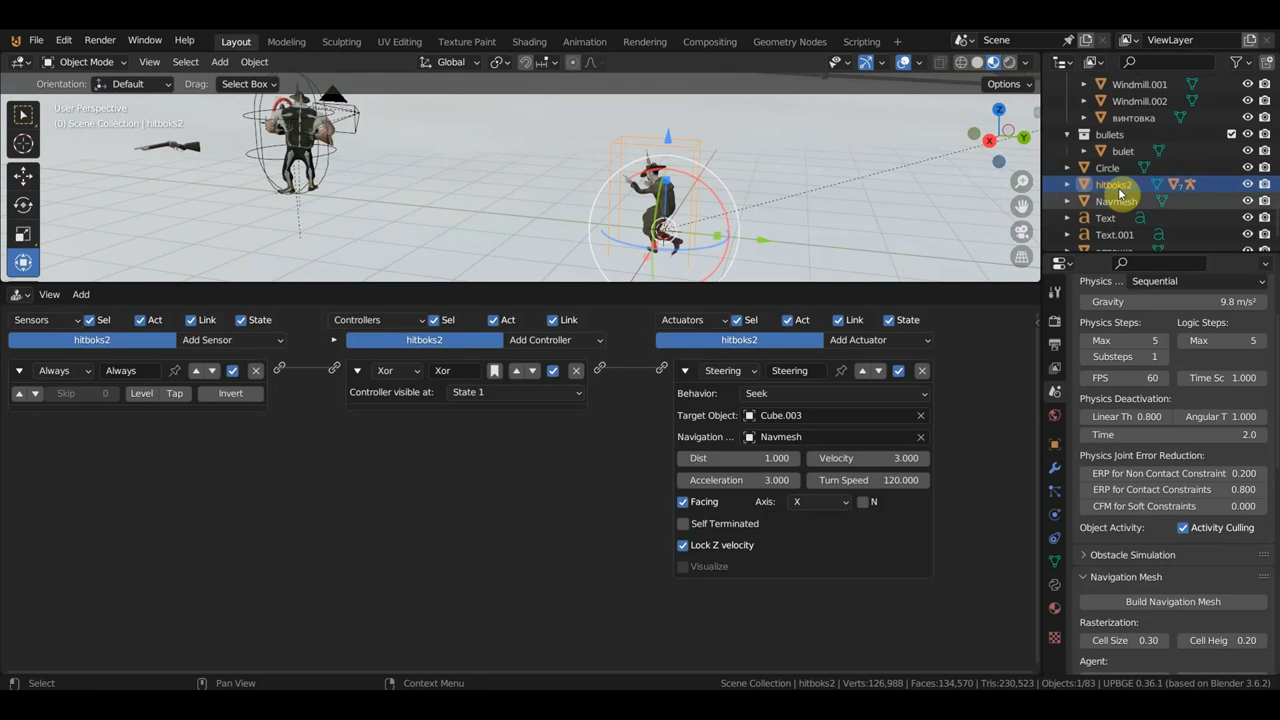 File Edit Render Window Help Layout Modeling Sculpting UV Editing Texture Paint Shading Animation Rendering Compositing Geometry Nodes Scripting + Scene ViewLayer
Object Mode View Select Add Object Global
Orientation: Default Drag: Select Box Options
User Perspective
(0) Scene Collection | hitboks2
Z
X
Y
Windmill.001
Windmill.002
винтовка
bullets
bulet
Circle
hitboks2
Navmesh
Text
Text.001
View Add
Sensors Sel Act Link State Controllers Sel Act Link Actuators Sel Act Link State
hitboks2 Add Sensor hitboks2 Add Controller hitboks2 Add Actuator
Always Always Xor Xor Steering Steering
Skip 0 Level Tap Invert Controller visible at: State 1 Behavior: Seek
Target Object: Cube.003
Navigation ... Navmesh
Dist 1.000 Velocity 3.000
Acceleration 3.000 Turn Speed 120.000
Facing Axis: X N
Self Terminated
Lock Z velocity
Visualize
Physics ... Sequential
Gravity 9.8 m/s²
Physics Steps: Logic Steps:
Max 5 Max 5
Substeps 1
FPS 60 Time Sc 1.000
Physics Deactivation:
Linear Th 0.800 Angular T 1.000
Time 2.0
Physics Joint Error Reduction:
ERP for Non Contact Constraint 0.200
ERP for Contact Constraints 0.800
CFM for Soft Constraints 0.000
Object Activity: Activity Culling
Obstacle Simulation
Navigation Mesh
Build Navigation Mesh
Rasterization:
Cell Size 0.30 Cell Heig 0.20
Agent:
Select Pan View Context Menu Scene Collection | hitboks2 | Verts:126,988 | Faces:134,570 | Tris:230,523 | Objects:1/83 | UPBGE 0.36.1 (based on Blender 3.6.2)